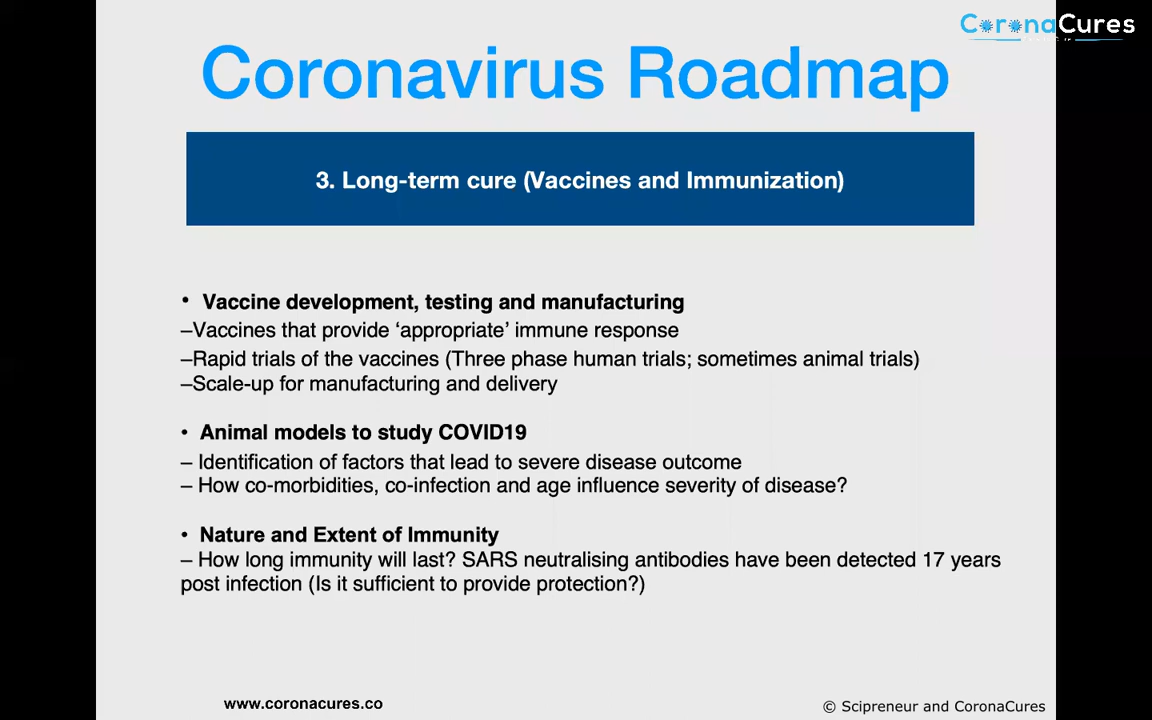 CoronaCures
Coronavirus Roadmap
3. Long-term cure (Vaccines and Immunization)
• Vaccine development, testing and manufacturing
–Vaccines that provide ‘appropriate’ immune response
–Rapid trials of the vaccines (Three phase human trials; sometimes animal trials)
–Scale-up for manufacturing and delivery
• Animal models to study COVID19
– Identification of factors that lead to severe disease outcome
– How co-morbidities, co-infection and age influence severity of disease?
• Nature and Extent of Immunity
– How long immunity will last? SARS neutralising antibodies have been detected 17 years
post infection (Is it sufficient to provide protection?)
www.coronacures.co
© Scipreneur and CoronaCures